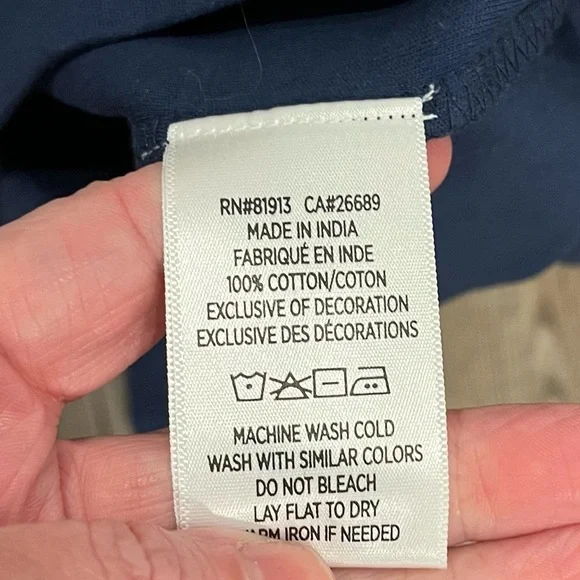 RN#81913 CA#26689
MADE IN INDIA
FABRIQUÉ EN INDE
100% COTTON/COTON
EXCLUSIVE OF DECORATION
EXCLUSIVE DES DÉCORATIONS
MACHINE WASH COLD
WASH WITH SIMILAR COLORS
DO NOT BLEACH
LAY FLAT TO DRY
IRON IF NEEDED